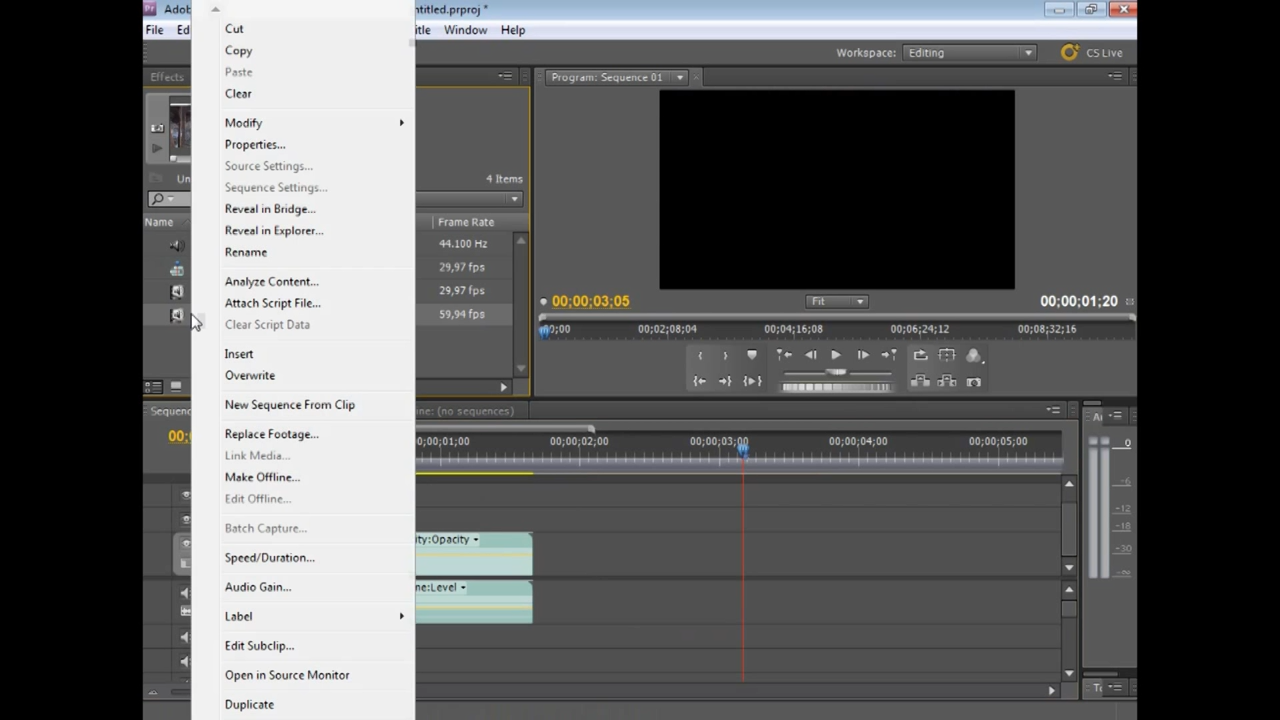 Adob
ntitled.prproj *
File
Ed
itle
Window
Help
Workspace:
Editing
CS Live
Effects
Program: Sequence 01
Un
4 Items
Name
Frame Rate
44.100 Hz
29,97 fps
29,97 fps
59,94 fps
Cut
Copy
Paste
Clear
Modify
Properties...
Source Settings...
Sequence Settings...
Reveal in Bridge...
Reveal in Explorer...
Rename
Analyze Content...
Attach Script File...
Clear Script Data
Insert
Overwrite
New Sequence From Clip
Replace Footage...
Link Media...
Make Offline...
Edit Offline...
Batch Capture...
Speed/Duration...
Audio Gain...
Label
Edit Subclip...
Open in Source Monitor
Duplicate
00;00;03;05
Fit
00;00;01;20
00;02;08;04
00;04;16;08
00;06;24;12
00;08;32;16
Sequenc
one: (no sequences)
00;
00;00;01;00
00;00;02;00
00;00;03;00
00;00;04;00
00;00;05;00
ity:Opacity
me:Level
0
-6
-12
-18
-30